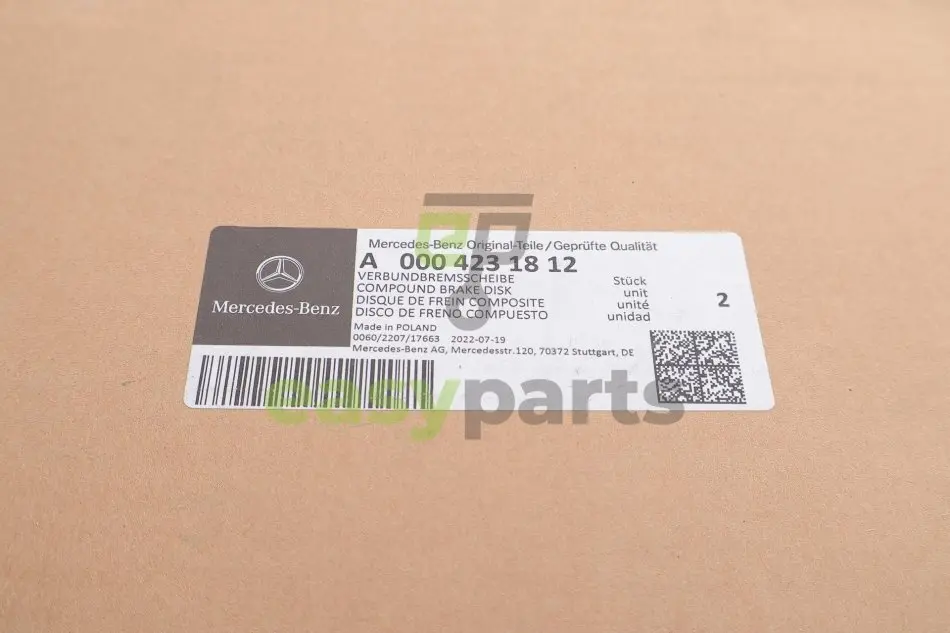 Mercedes-Benz Original-Teile/Geprüfte Qualität
A 000 423 18 12
VERBUNDBREMSSCHEIBE
COMPOUND BRAKE DISK
DISQUE DE FREIN COMPOSITE
DISCO DE FRENO COMPUESTO
Stück
unit
unité
unidad
2
Mercedes-Benz
Made in POLAND
0060/2207/17663 2022-07-19
Mercedes-Benz AG, Mercedesstr.120, 70372 Stuttgart, DE
easyparts